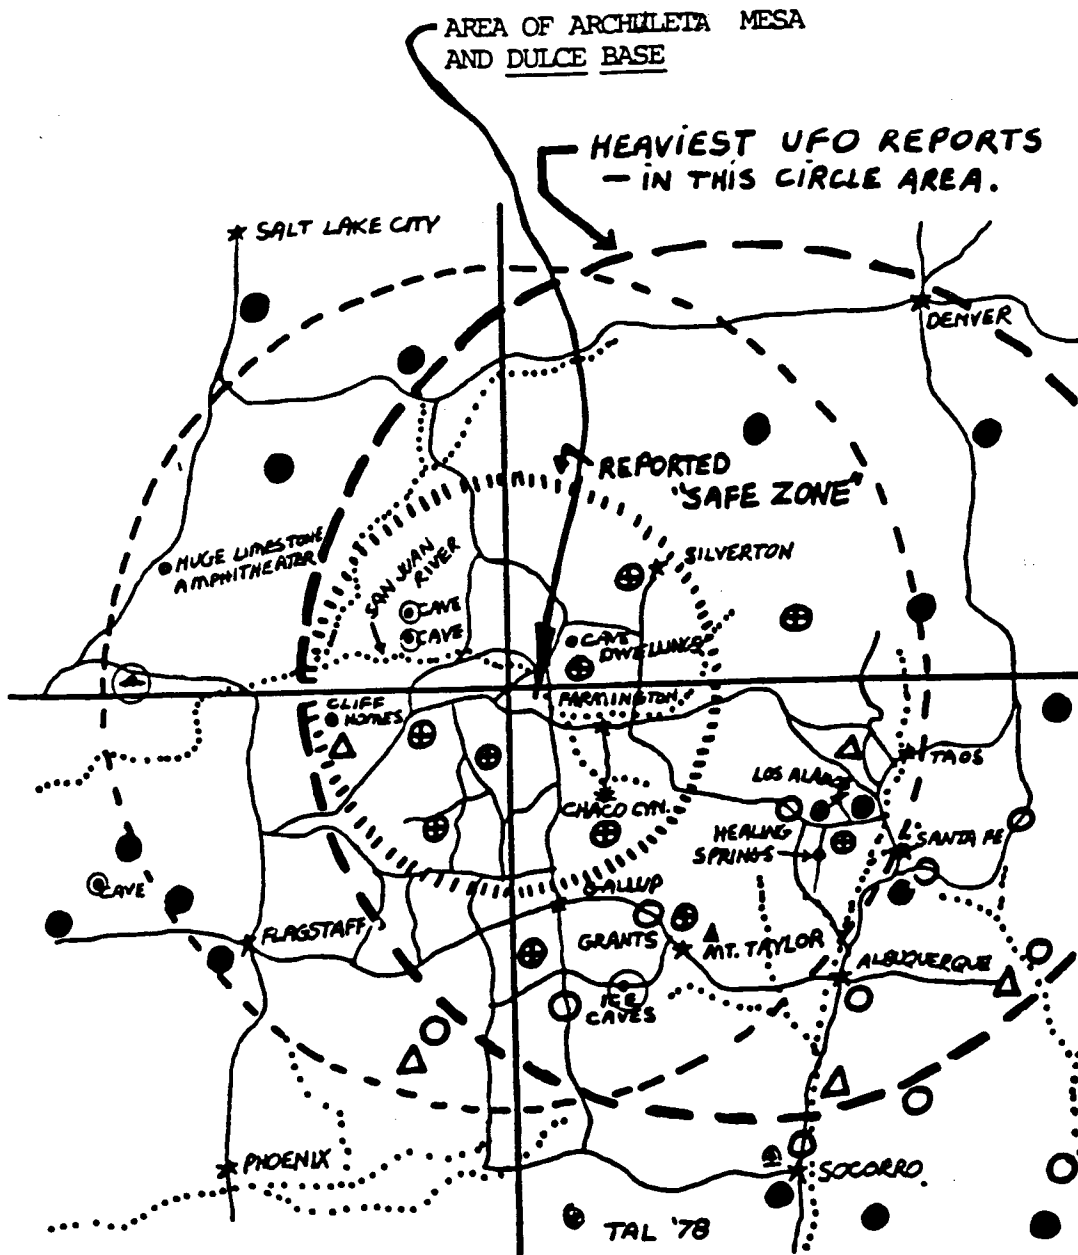 AREA OF ARCHULETA MESA
AND DULCE BASE
HEAVIEST UFO REPORTS
- IN THIS CIRCLE AREA.
SALT LAKE CITY
DENVER
REPORTED
"SAFE ZONE"
HUGE LIMESTONE
AMPHITHEATER
SAN JUAN
RIVER
SILVERTON
CAVE
CAVE
CAVE
DWELLINGS
CLIFF
HOMES
FARMINGTON
TAOS
LOS ALAMOS
CHACO CYN.
HEALING
SPRINGS
SANTA FE
CAVE
GALLUP
FLAGSTAFF
GRANTS
MT. TAYLOR
ALBUQUERQUE
ICE
CAVES
PHOENIX
SOCORRO
TAL '78